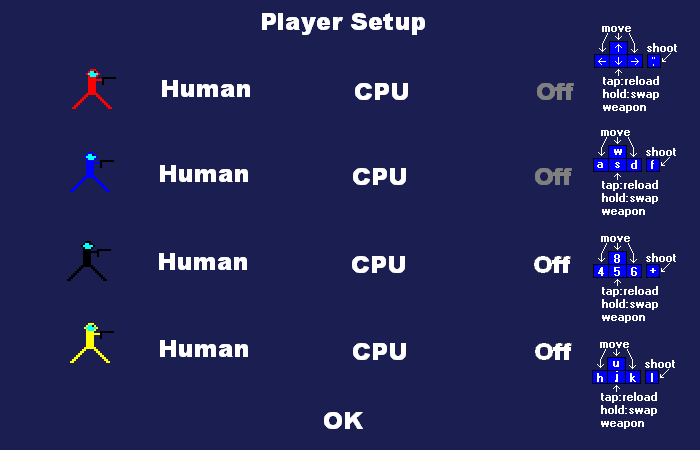 Player Setup
move
↑
shoot
← ↓ → ;
tap:reload
hold:swap
weapon
Human CPU Off
move
w
shoot
a s d f
tap:reload
hold:swap
weapon
Human CPU Off
move
8
shoot
4 5 6 +
tap:reload
hold:swap
weapon
Human CPU Off
move
u
shoot
h j k l
tap:reload
hold:swap
weapon
Human CPU Off
OK